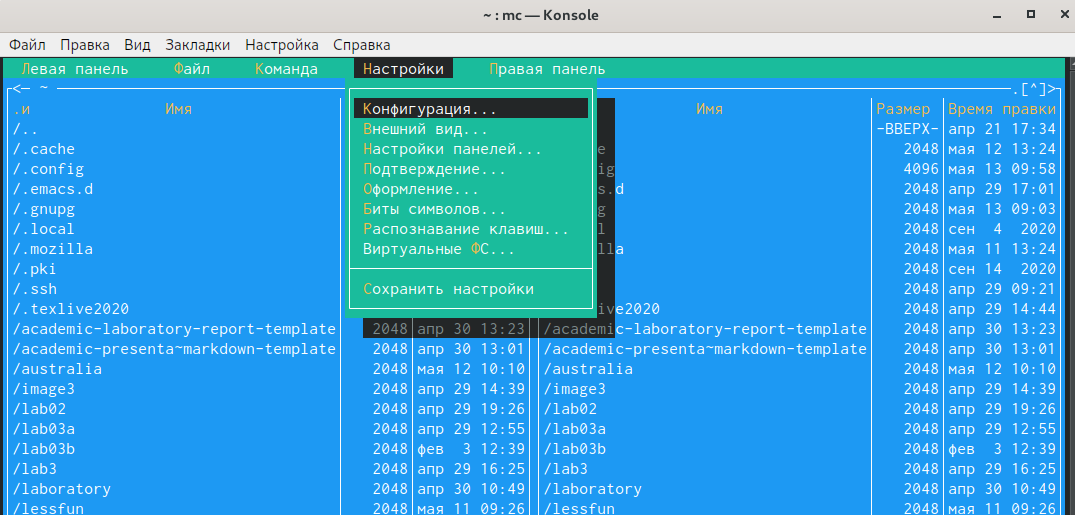 ~ : mc — Konsole
Файл Правка Вид Закладки Настройка Справка
Левая панель Файл Команда Настройки Правая панель
<— ~ .[^]>
.и Имя Конфигурация... Имя Размер Время правки
/.. Внешний вид... -ВВЕРХ- апр 21 17:34
/.cache Настройки панелей... e 2048 мая 12 13:24
/.config Подтверждение... ig 4096 мая 13 09:58
/.emacs.d Оформление... s.d 2048 апр 29 17:01
/.gnupg Биты символов... g 2048 мая 13 09:03
/.local Распознавание клавиш... l 2048 сен 4 2020
/.mozilla Виртуальные ФС... lla 2048 мая 11 13:24
/.pki 2048 сен 14 2020
/.ssh Сохранить настройки 2048 апр 29 09:21
/.texlive2020 ive2020 2048 апр 29 14:44
/academic-laboratory-report-template 2048 апр 30 13:23 /academic-laboratory-report-template 2048 апр 30 13:23
/academic-presenta~markdown-template 2048 апр 30 13:01 /academic-presenta~markdown-template 2048 апр 30 13:01
/australia 2048 мая 12 10:10 /australia 2048 мая 12 10:10
/image3 2048 апр 29 14:39 /image3 2048 апр 29 14:39
/lab02 2048 апр 29 19:26 /lab02 2048 апр 29 19:26
/lab03a 2048 апр 29 12:55 /lab03a 2048 апр 29 12:55
/lab03b 2048 фев 3 12:39 /lab03b 2048 фев 3 12:39
/lab3 2048 апр 29 16:25 /lab3 2048 апр 29 16:25
/laboratory 2048 апр 30 10:49 /laboratory 2048 апр 30 10:49
/lessfun 2048 мая 11 09:26 /lessfun 2048 мая 11 09:26